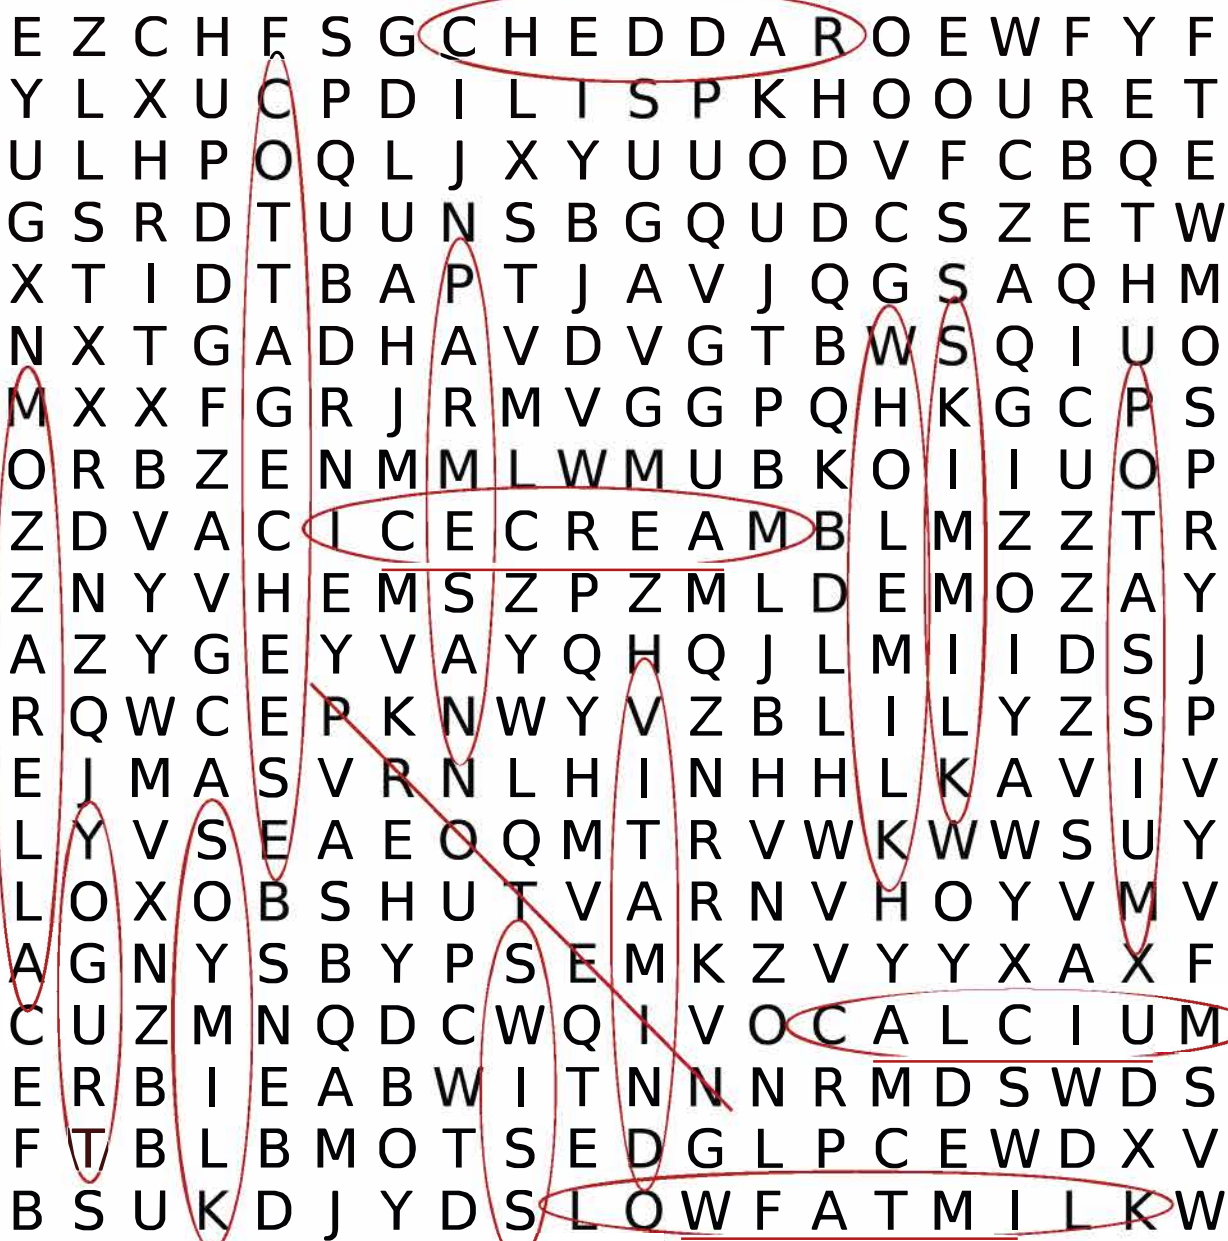 E Z C H F S G C H E D D A R O E W F Y F
Y L X U C P D I L I S P K H O O U R E T
U L H P O Q L J X Y U U O D V F C B Q E
G S R D T U U N S B G Q U D C S Z E T W
X T I D T B A P T J A V J Q G S A Q H M
N X T G A D H A V D V G T B W S Q I U O
M X X F G R J R M V G G P Q H K G C P S
O R B Z E N M M L W M U B K O I I U O P
Z D V A C I C E C R E A M B L M Z Z T R
Z N Y V H E M S Z P Z M L D E M O Z A Y
A Z Y G E Y V A Y Q H Q J L M I I D S J
R Q W C E P K N W Y V Z B L I L Y Z S P
E J M A S V R N L H I N H H L K A V I V
L Y V S E A E O Q M T R V W K W W S U Y
L O X O B S H U T V A R N V H O Y V M V
A G N Y S B Y P S E M K Z V Y Y X A X F
C U Z M N Q D C W Q I V O C A L C I U M
E R B I E A B W I T N N N R M D S W D S
F T B L B M O T S E D G L P C E W D X V
B S U K D J Y D S L O W F A T M I L K W